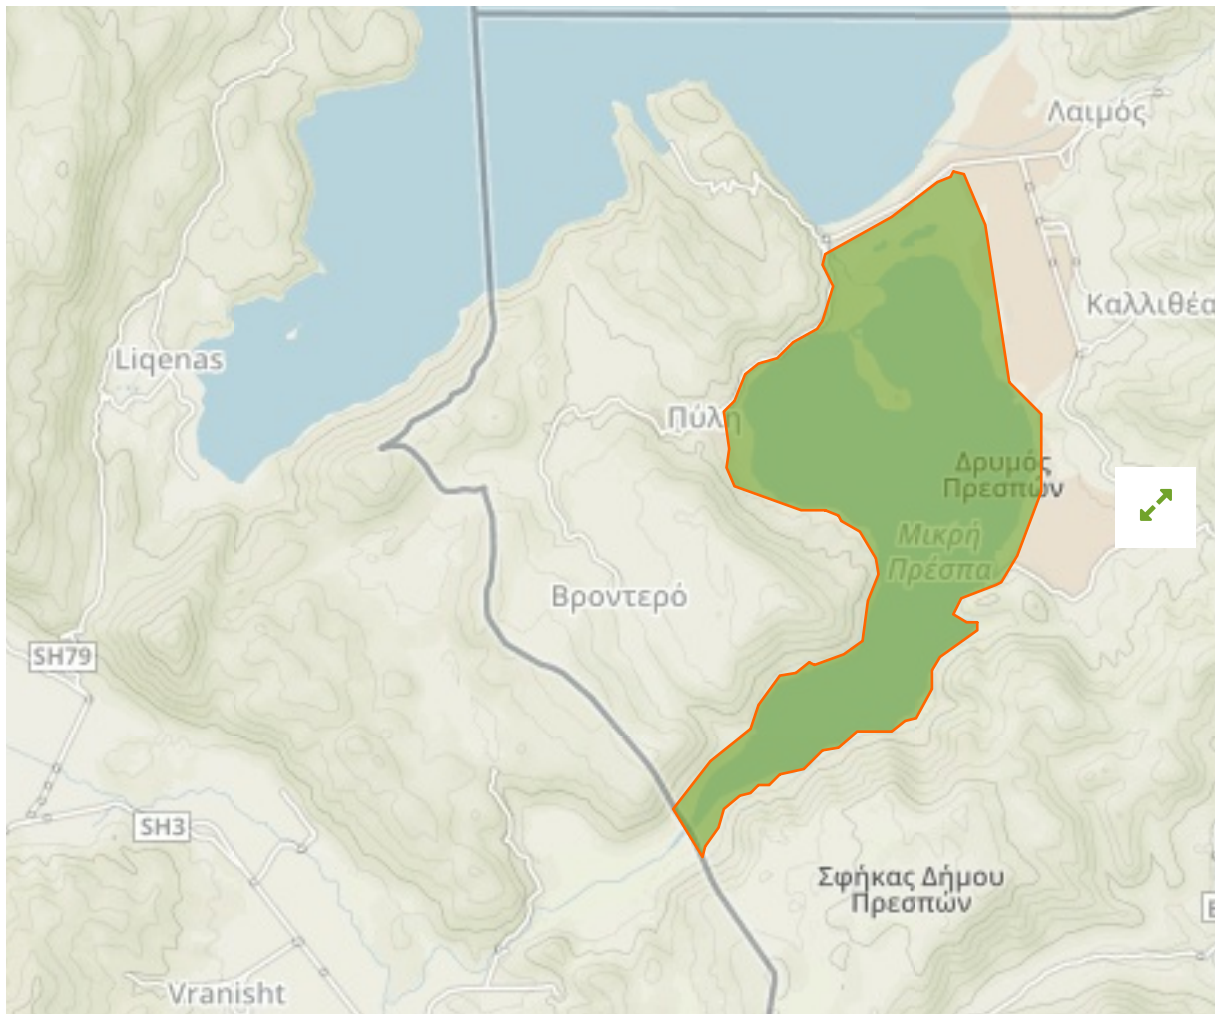 Λαιμός
Καλλιθέα
Liqenas
Πύλη
Δρυμός
Πρεσπών
Μικρή
Πρέσπα
Βροντερό
SH79
SH3
Σφήκας Δήμου
Πρεσπών
Vranisht